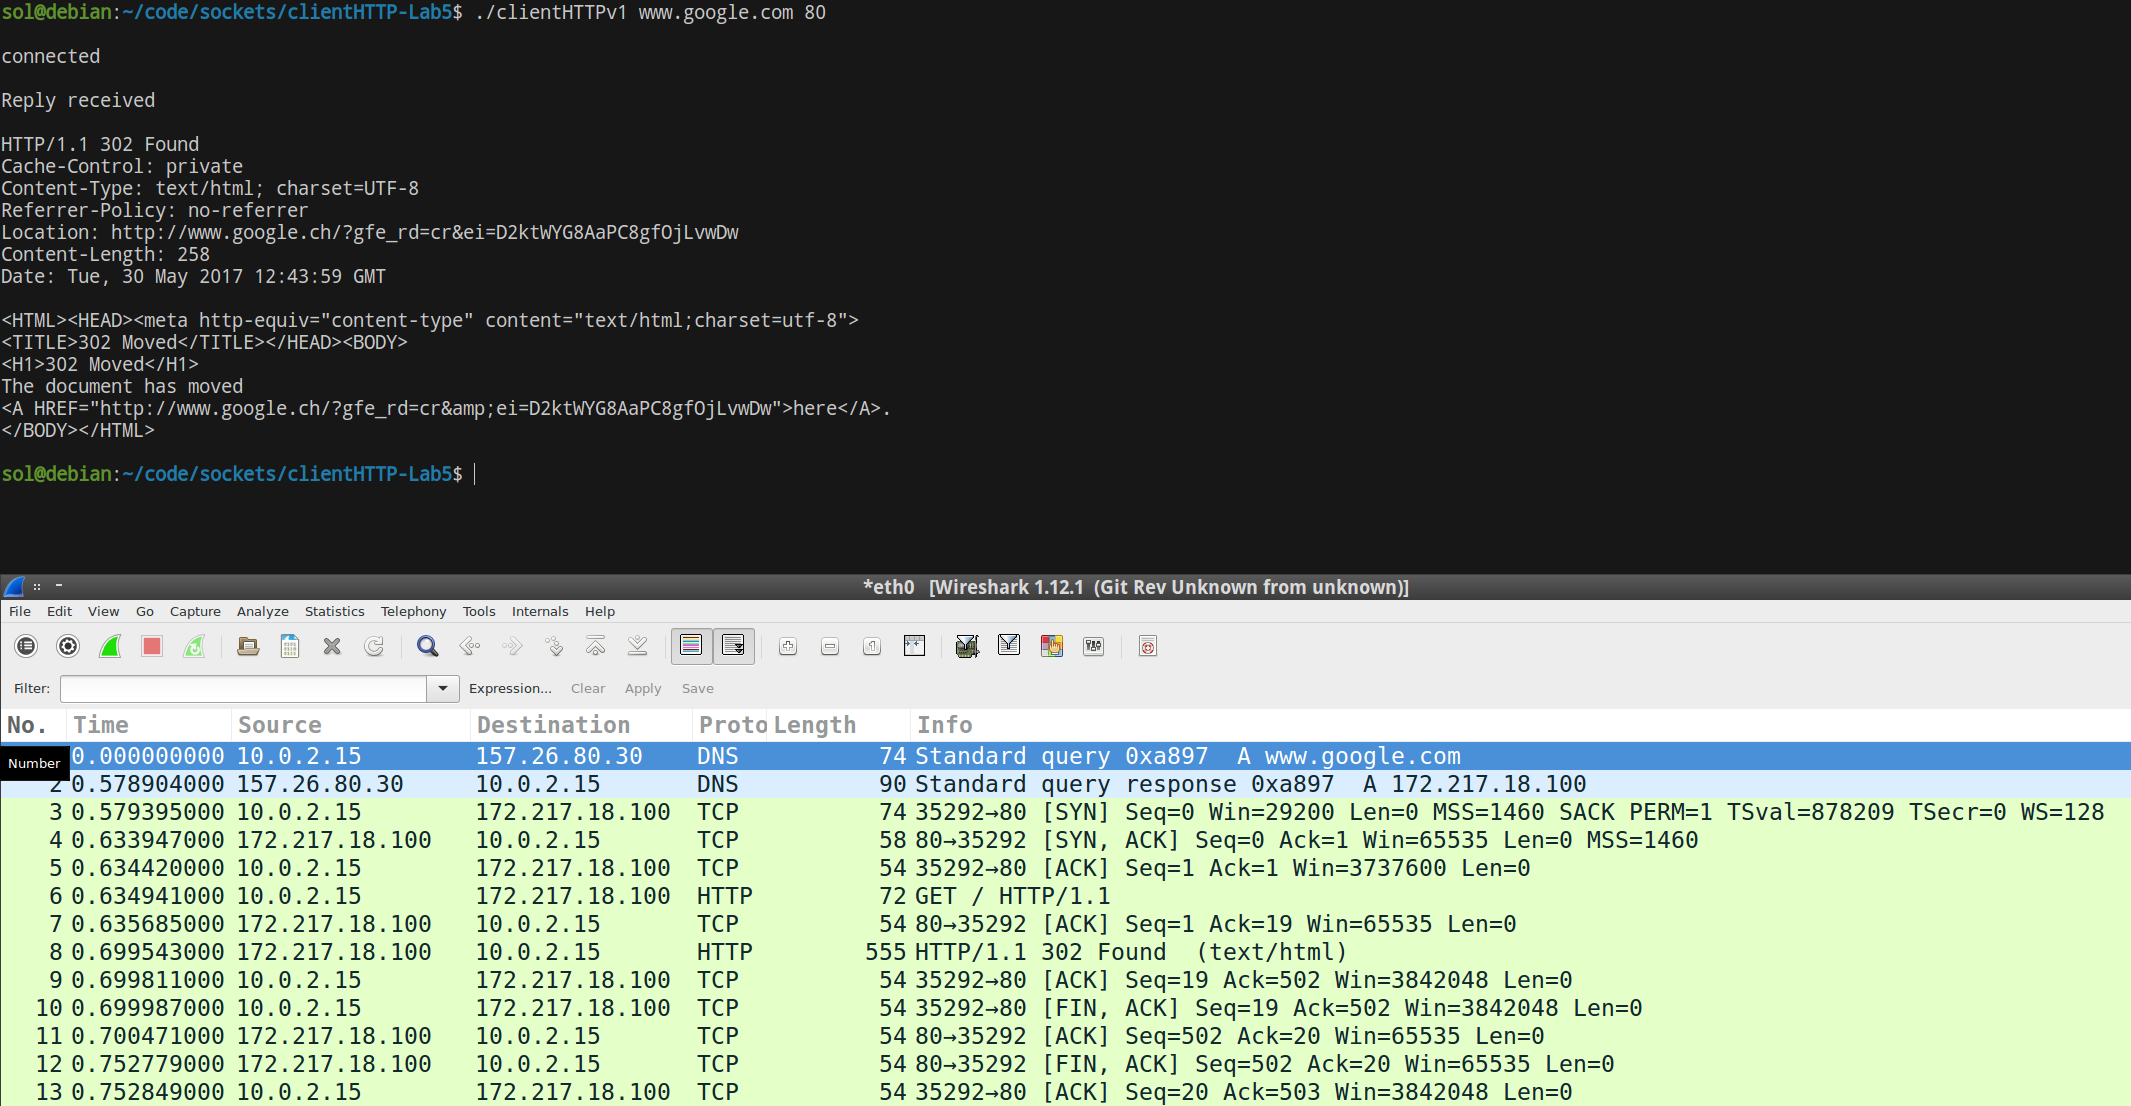 sol@debian:~/code/sockets/clientHTTP-Lab5$ ./clientHTTPv1 www.google.com 80
connected
Reply received
HTTP/1.1 302 Found
Cache-Control: private
Content-Type: text/html; charset=UTF-8
Referrer-Policy: no-referrer
Location: http://www.google.ch/?gfe_rd=cr&ei=D2ktWYG8AaPC8gfOjLvwDw
Content-Length: 258
Date: Tue, 30 May 2017 12:43:59 GMT
<HTML><HEAD><meta http-equiv="content-type" content="text/html;charset=utf-8">
<TITLE>302 Moved</TITLE></HEAD><BODY>
<H1>302 Moved</H1>
The document has moved
<A HREF="http://www.google.ch/?gfe_rd=cr&amp;ei=D2ktWYG8AaPC8gfOjLvwDw">here</A>.
</BODY></HTML>
sol@debian:~/code/sockets/clientHTTP-Lab5$
*eth0 [Wireshark 1.12.1 (Git Rev Unknown from unknown)]
File Edit View Go Capture Analyze Statistics Telephony Tools Internals Help
Filter: Expression... Clear Apply Save
No. Time Source Destination Proto Length Info
0.000000000 10.0.2.15 157.26.80.30 DNS 74 Standard query 0xa897 A www.google.com
Number
2 0.578904000 157.26.80.30 10.0.2.15 DNS 90 Standard query response 0xa897 A 172.217.18.100
3 0.579395000 10.0.2.15 172.217.18.100 TCP 74 35292→80 [SYN] Seq=0 Win=29200 Len=0 MSS=1460 SACK PERM=1 TSval=878209 TSecr=0 WS=128
4 0.633947000 172.217.18.100 10.0.2.15 TCP 58 80→35292 [SYN, ACK] Seq=0 Ack=1 Win=65535 Len=0 MSS=1460
5 0.634420000 10.0.2.15 172.217.18.100 TCP 54 35292→80 [ACK] Seq=1 Ack=1 Win=3737600 Len=0
6 0.634941000 10.0.2.15 172.217.18.100 HTTP 72 GET / HTTP/1.1
7 0.635685000 172.217.18.100 10.0.2.15 TCP 54 80→35292 [ACK] Seq=1 Ack=19 Win=65535 Len=0
8 0.699543000 172.217.18.100 10.0.2.15 HTTP 555 HTTP/1.1 302 Found (text/html)
9 0.699811000 10.0.2.15 172.217.18.100 TCP 54 35292→80 [ACK] Seq=19 Ack=502 Win=3842048 Len=0
10 0.699987000 10.0.2.15 172.217.18.100 TCP 54 35292→80 [FIN, ACK] Seq=19 Ack=502 Win=3842048 Len=0
11 0.700471000 172.217.18.100 10.0.2.15 TCP 54 80→35292 [ACK] Seq=502 Ack=20 Win=65535 Len=0
12 0.752779000 172.217.18.100 10.0.2.15 TCP 54 80→35292 [FIN, ACK] Seq=502 Ack=20 Win=65535 Len=0
13 0.752849000 10.0.2.15 172.217.18.100 TCP 54 35292→80 [ACK] Seq=20 Ack=503 Win=3842048 Len=0